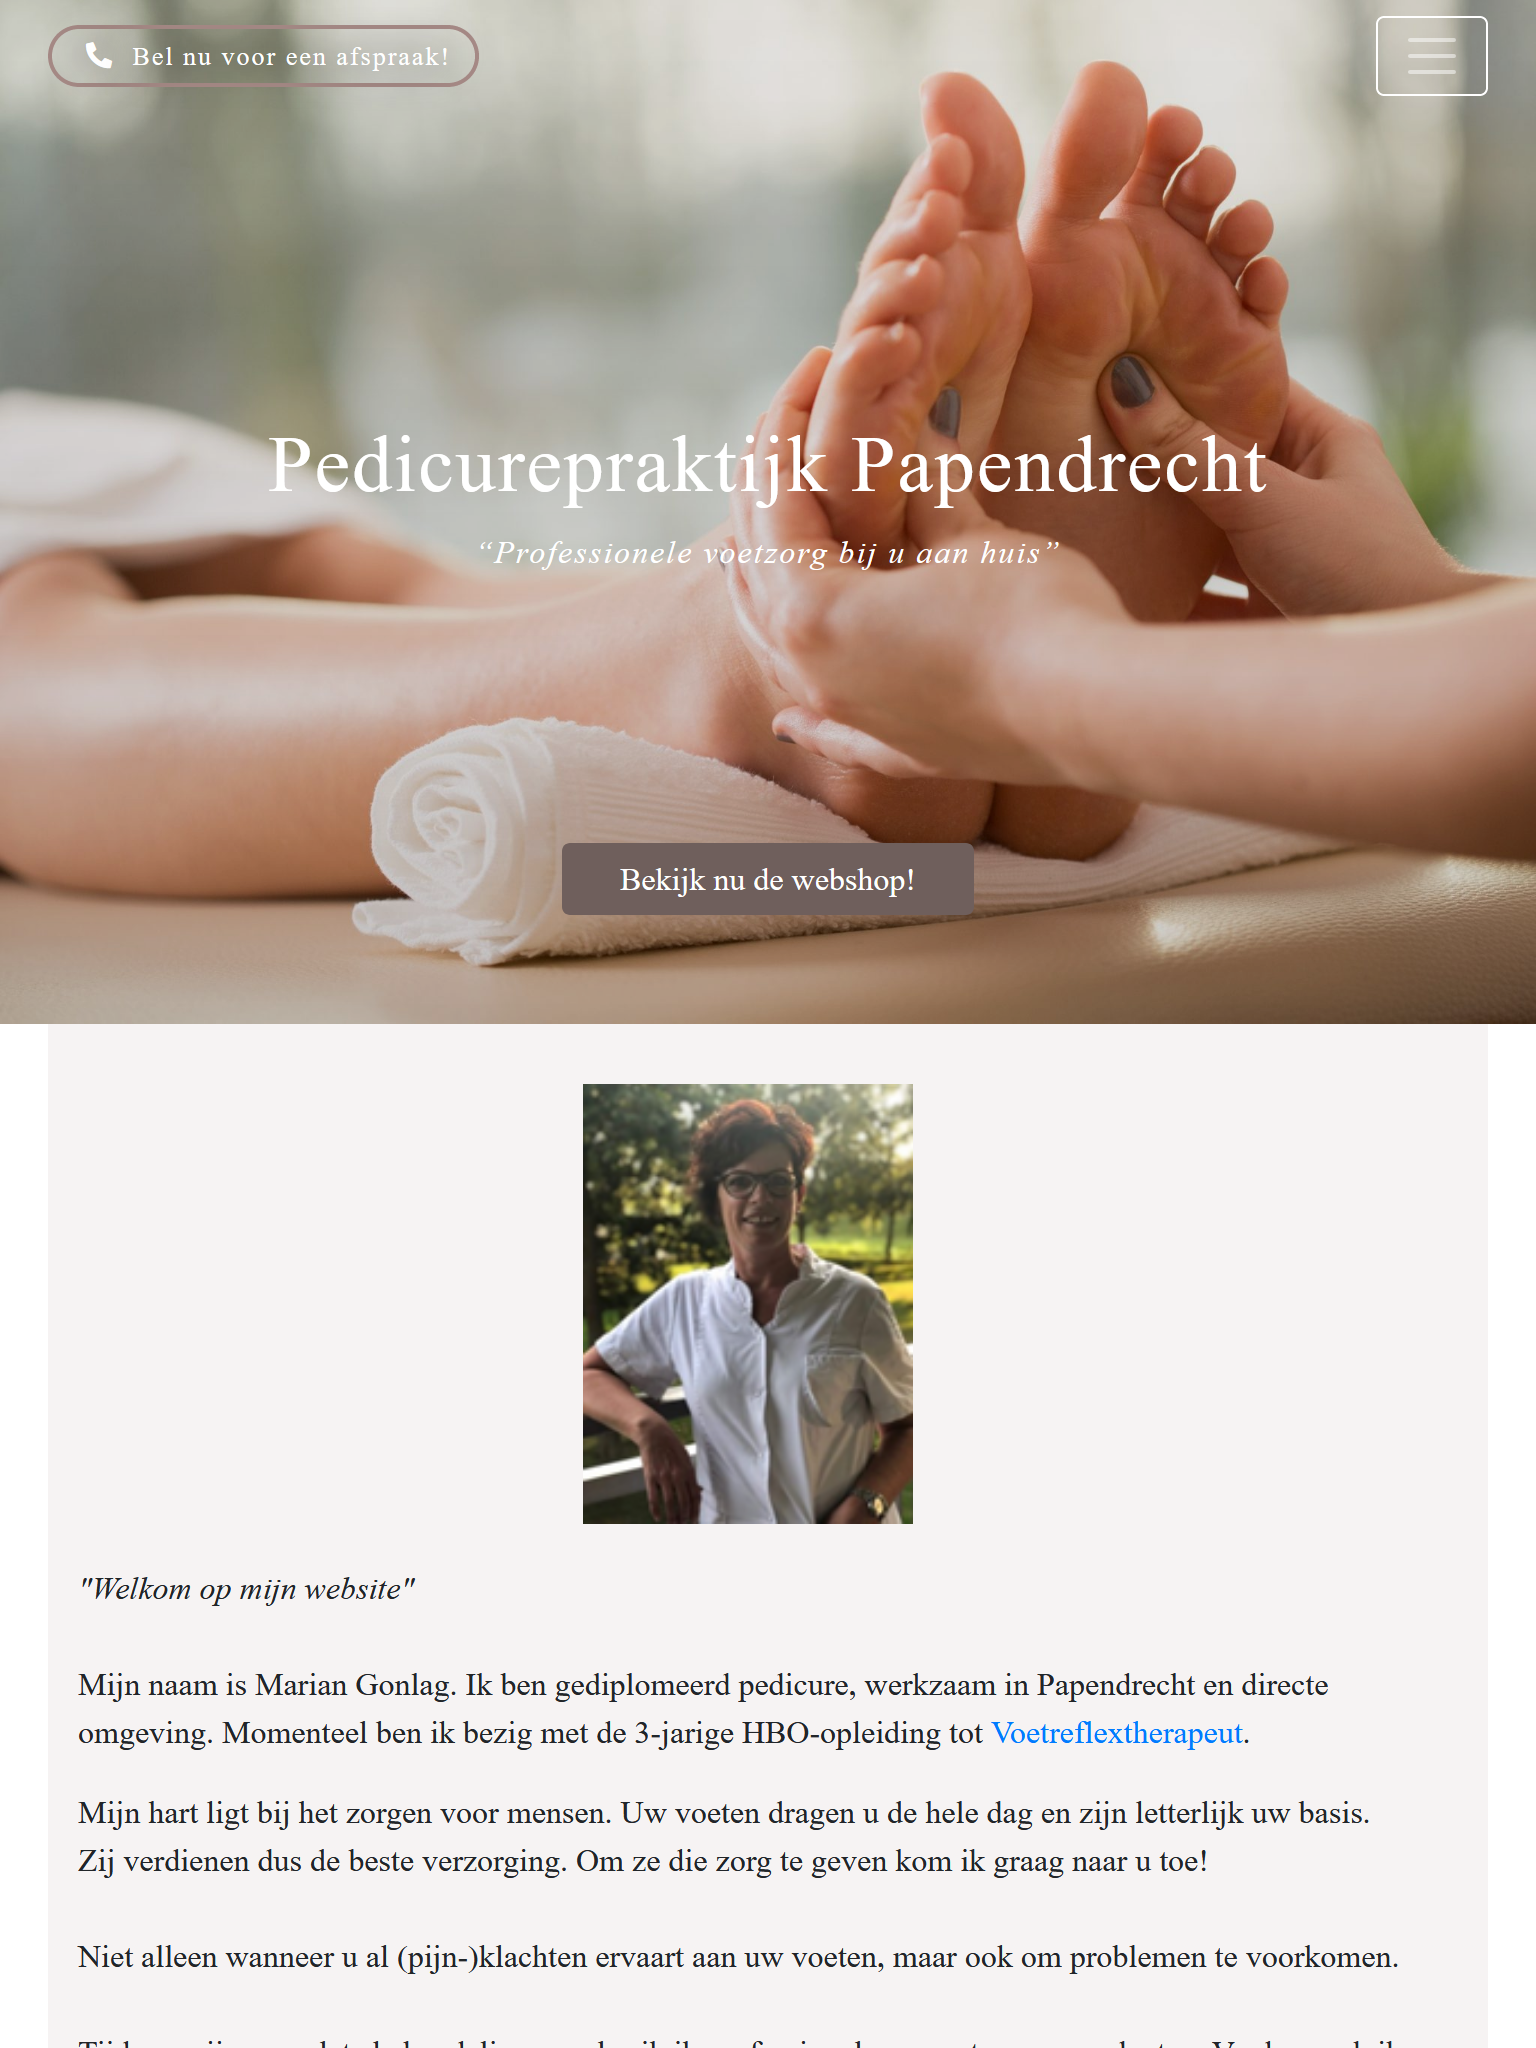 Bel nu voor een afspraak!
Pedicurepraktijk Papendrecht
“Professionele voetzorg bij u aan huis”
Bekijk nu de webshop!
"Welkom op mijn website"
Mijn naam is Marian Gonlag. Ik ben gediplomeerd pedicure, werkzaam in Papendrecht en directe
omgeving. Momenteel ben ik bezig met de 3-jarige HBO-opleiding tot Voetreflextherapeut.
Mijn hart ligt bij het zorgen voor mensen. Uw voeten dragen u de hele dag en zijn letterlijk uw basis.
Zij verdienen dus de beste verzorging. Om ze die zorg te geven kom ik graag naar u toe!
Niet alleen wanneer u al (pijn-)klachten ervaart aan uw voeten, maar ook om problemen te voorkomen.